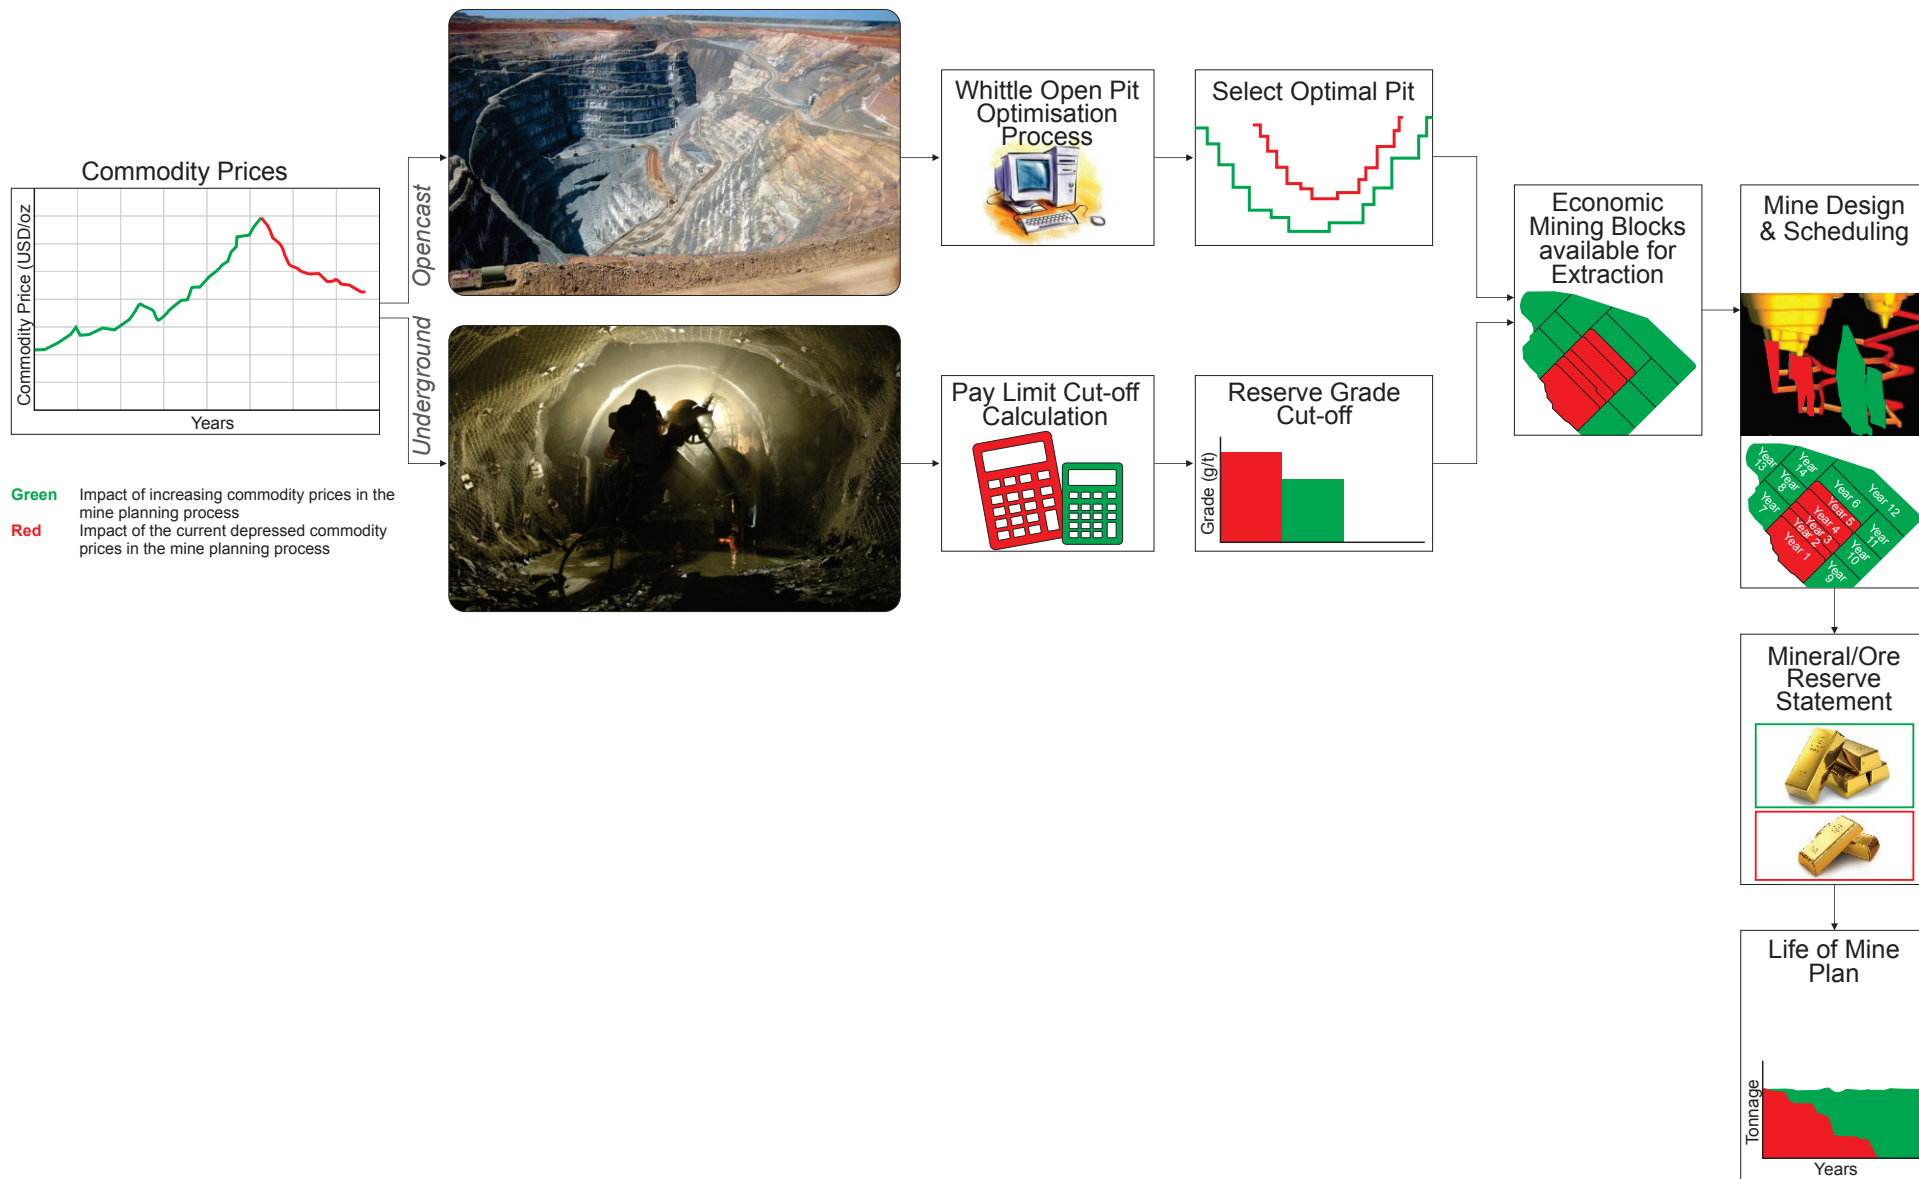 Commodity Prices
Commodity Price (USD/oz
Years
Opencast
Underground
Green Impact of increasing commodity prices in the
mine planning process
Red Impact of the current depressed commodity
prices in the mine planning process
Whittle Open Pit
Optimisation
Process
Select Optimal Pit
Pay Limit Cut-off
Calculation
Reserve Grade
Cut-off
Grade (g/t)
Economic
Mining Blocks
available for
Extraction
Mine Design
& Scheduling
Year
13
Year
14
Year
8
Year
7
Year
6
Year 12
Year 5
Year 4
Year 3
Year 2
Year 1
Year
11
Year
10
Year
9
Mineral/Ore
Reserve
Statement
Life of Mine
Plan
Tonnage
Years